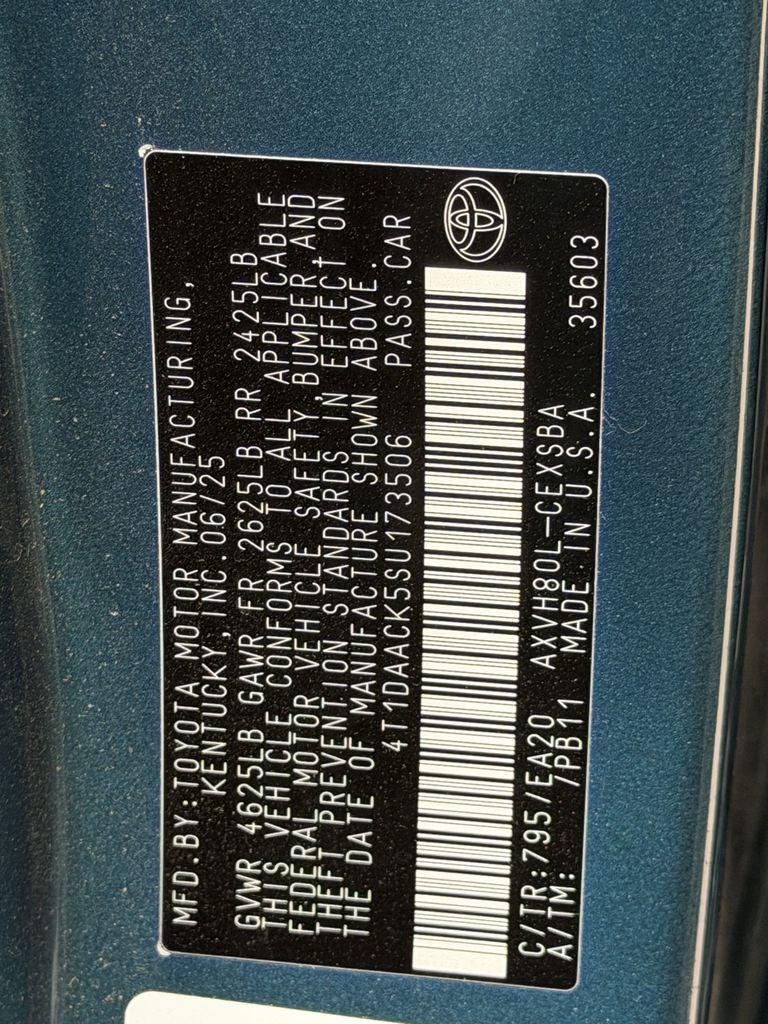 MFD.BY:TOYOTA MOTOR MANUFACTURING,
KENTUCKY,INC.06/25
GVWR 4625LB GAWR FR 2625LB RR 2425LB
THIS VEHICLE CONFORMS TO ALL APPLICABLE
FEDERAL MOTOR VEHICLE SAFETY,BUMPER,AND
THEFT PREVENTION STANDARDS IN EFFECT ON
THE DATE OF MANUFACTURE SHOWN ABOVE.
4T1DAACK5SU173506 PASS.CAR
C/TR:795/EA20 AXVH80L-CEXSBA
A/TM: /PB11 MADE IN U.S.A. 35603